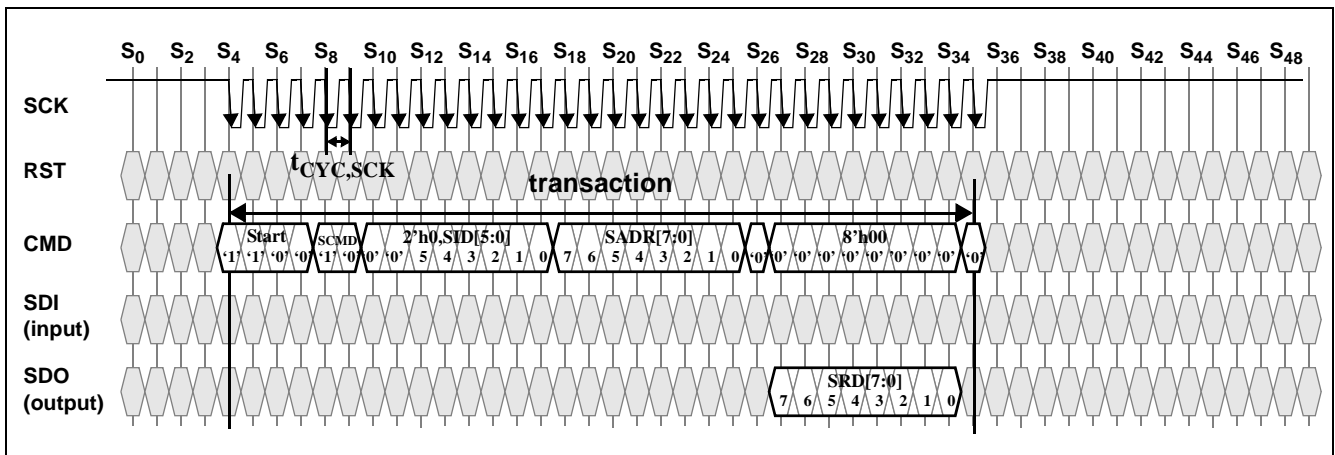 S0 S2 S4 S6 S8 S10 S12 S14 S16 S18 S20 S22 S24 S26 S28 S30 S32 S34 S36 S38 S40 S42 S44 S46 S48
SCK
tCYC,SCK
RST
transaction
CMD
Start SCMD 2'h0,SID[5:0] SADR[7:0] 8'h00
'1' '1' '0' '0' '1' '0' '0' '0' 5 4 3 2 1 0 7 6 5 4 3 2 1 0 '0' '0' '0' '0' '0' '0' '0' '0' '0' '0'
SDI
(input)
SDO
(output)
SRD[7:0]
7 6 5 4 3 2 1 0